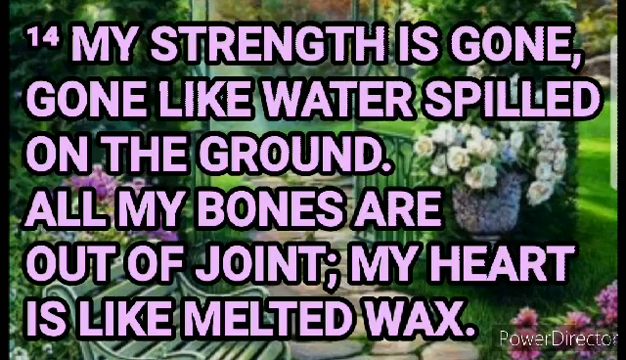 ¹⁴ MY STRENGTH IS GONE,
GONE LIKE WATER SPILLED
ON THE GROUND.
ALL MY BONES ARE
OUT OF JOINT; MY HEART
IS LIKE MELTED WAX.
PowerDirector